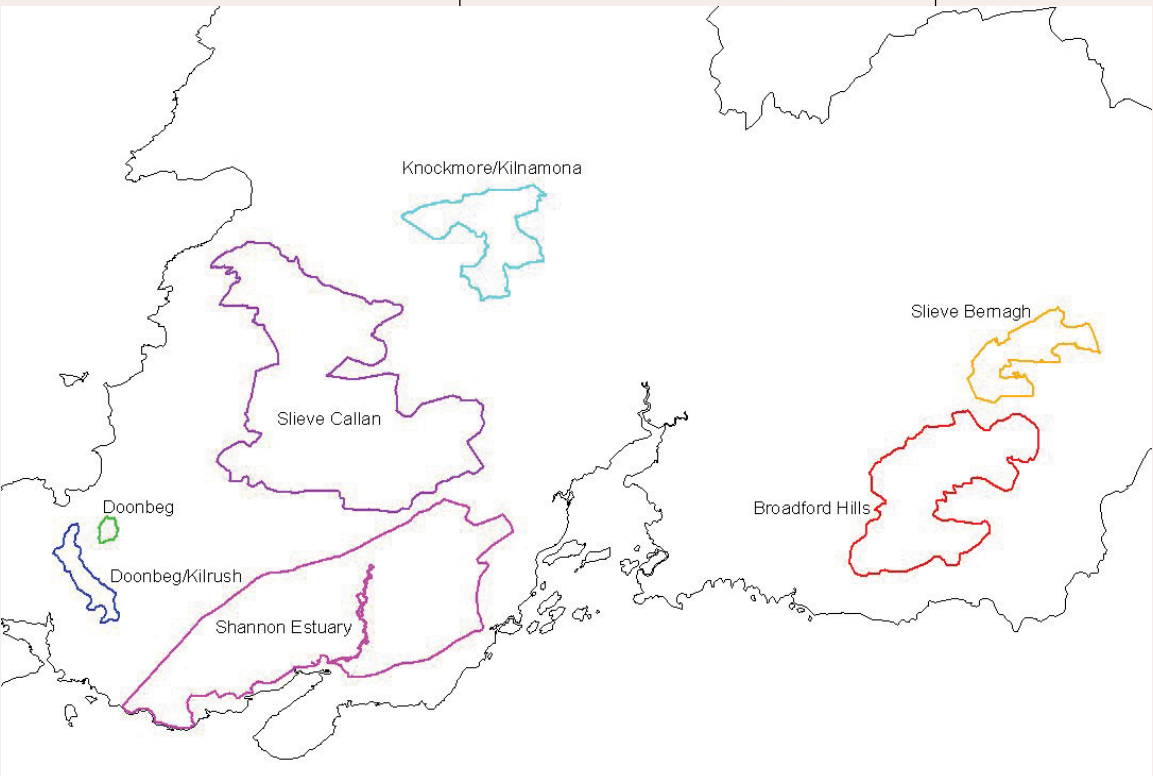 Knockmore/Kilnamona
Slieve Bernagh
Slieve Callan
Doonbeg
Broadford Hills
Doonbeg/Kilrush
Shannon Estuary